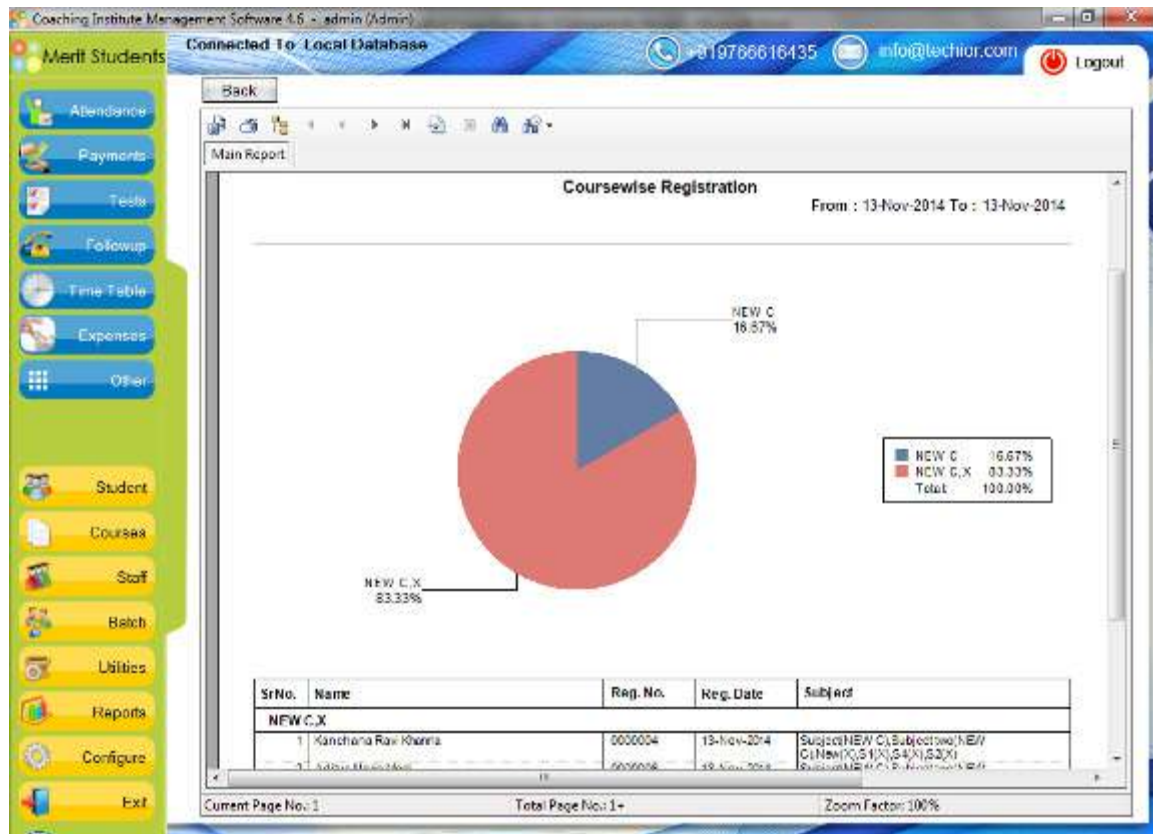 Coaching Institute Management Software 4.6 - admin (Admin)
Merit Students
Connected To Local Database
+919766616435
info@techior.com
Logout
Attendance
Payments
Tests
Followup
Time Table
Expenses
Other
Student
Courses
Staff
Batch
Utilities
Reports
Configure
Exit
Back
Main Report
Coursewise Registration
From : 13-Nov-2014 To : 13-Nov-2014
NEW C
16.67%
NEW C,X
83.33%
NEW C 16.67%
NEW C,X 83.33%
Total: 100.00%
SrNo. Name Reg. No. Reg. Date Subject
NEW C,X
1 Kanchana Ravi Khanna 0000004 13-Nov-2014 Subject(NEW C),Subjecttwo(NEW
C),New(X),S1(X),S4(X),S2(X)
Current Page No.: 1 Total Page No.: 1+ Zoom Factor: 100%